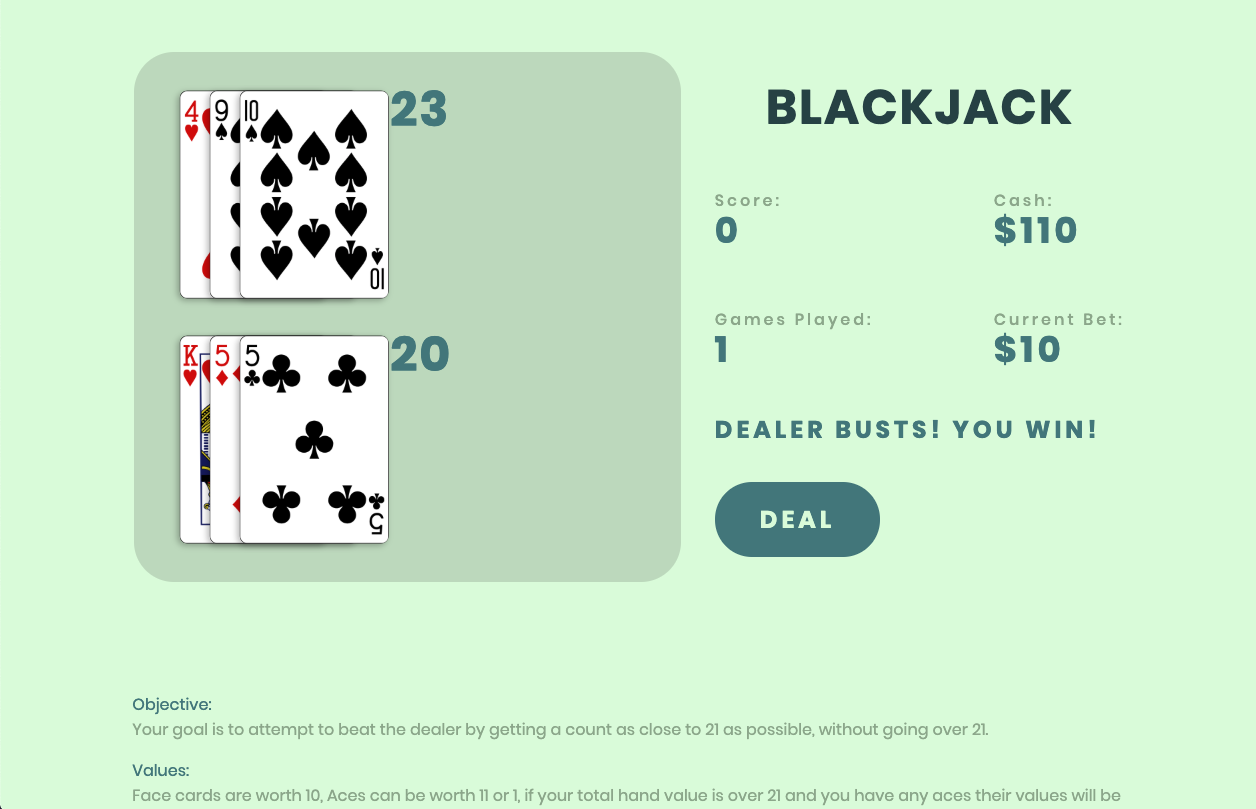 4
9
10
10
23
K
5
5
5
20
BLACKJACK
Score:
0
Cash:
$110
Games Played:
1
Current Bet:
$10
DEALER BUSTS! YOU WIN!
DEAL
Objective:
Your goal is to attempt to beat the dealer by getting a count as close to 21 as possible, without going over 21.
Values:
Face cards are worth 10, Aces can be worth 11 or 1, if your total hand value is over 21 and you have any aces their values will be